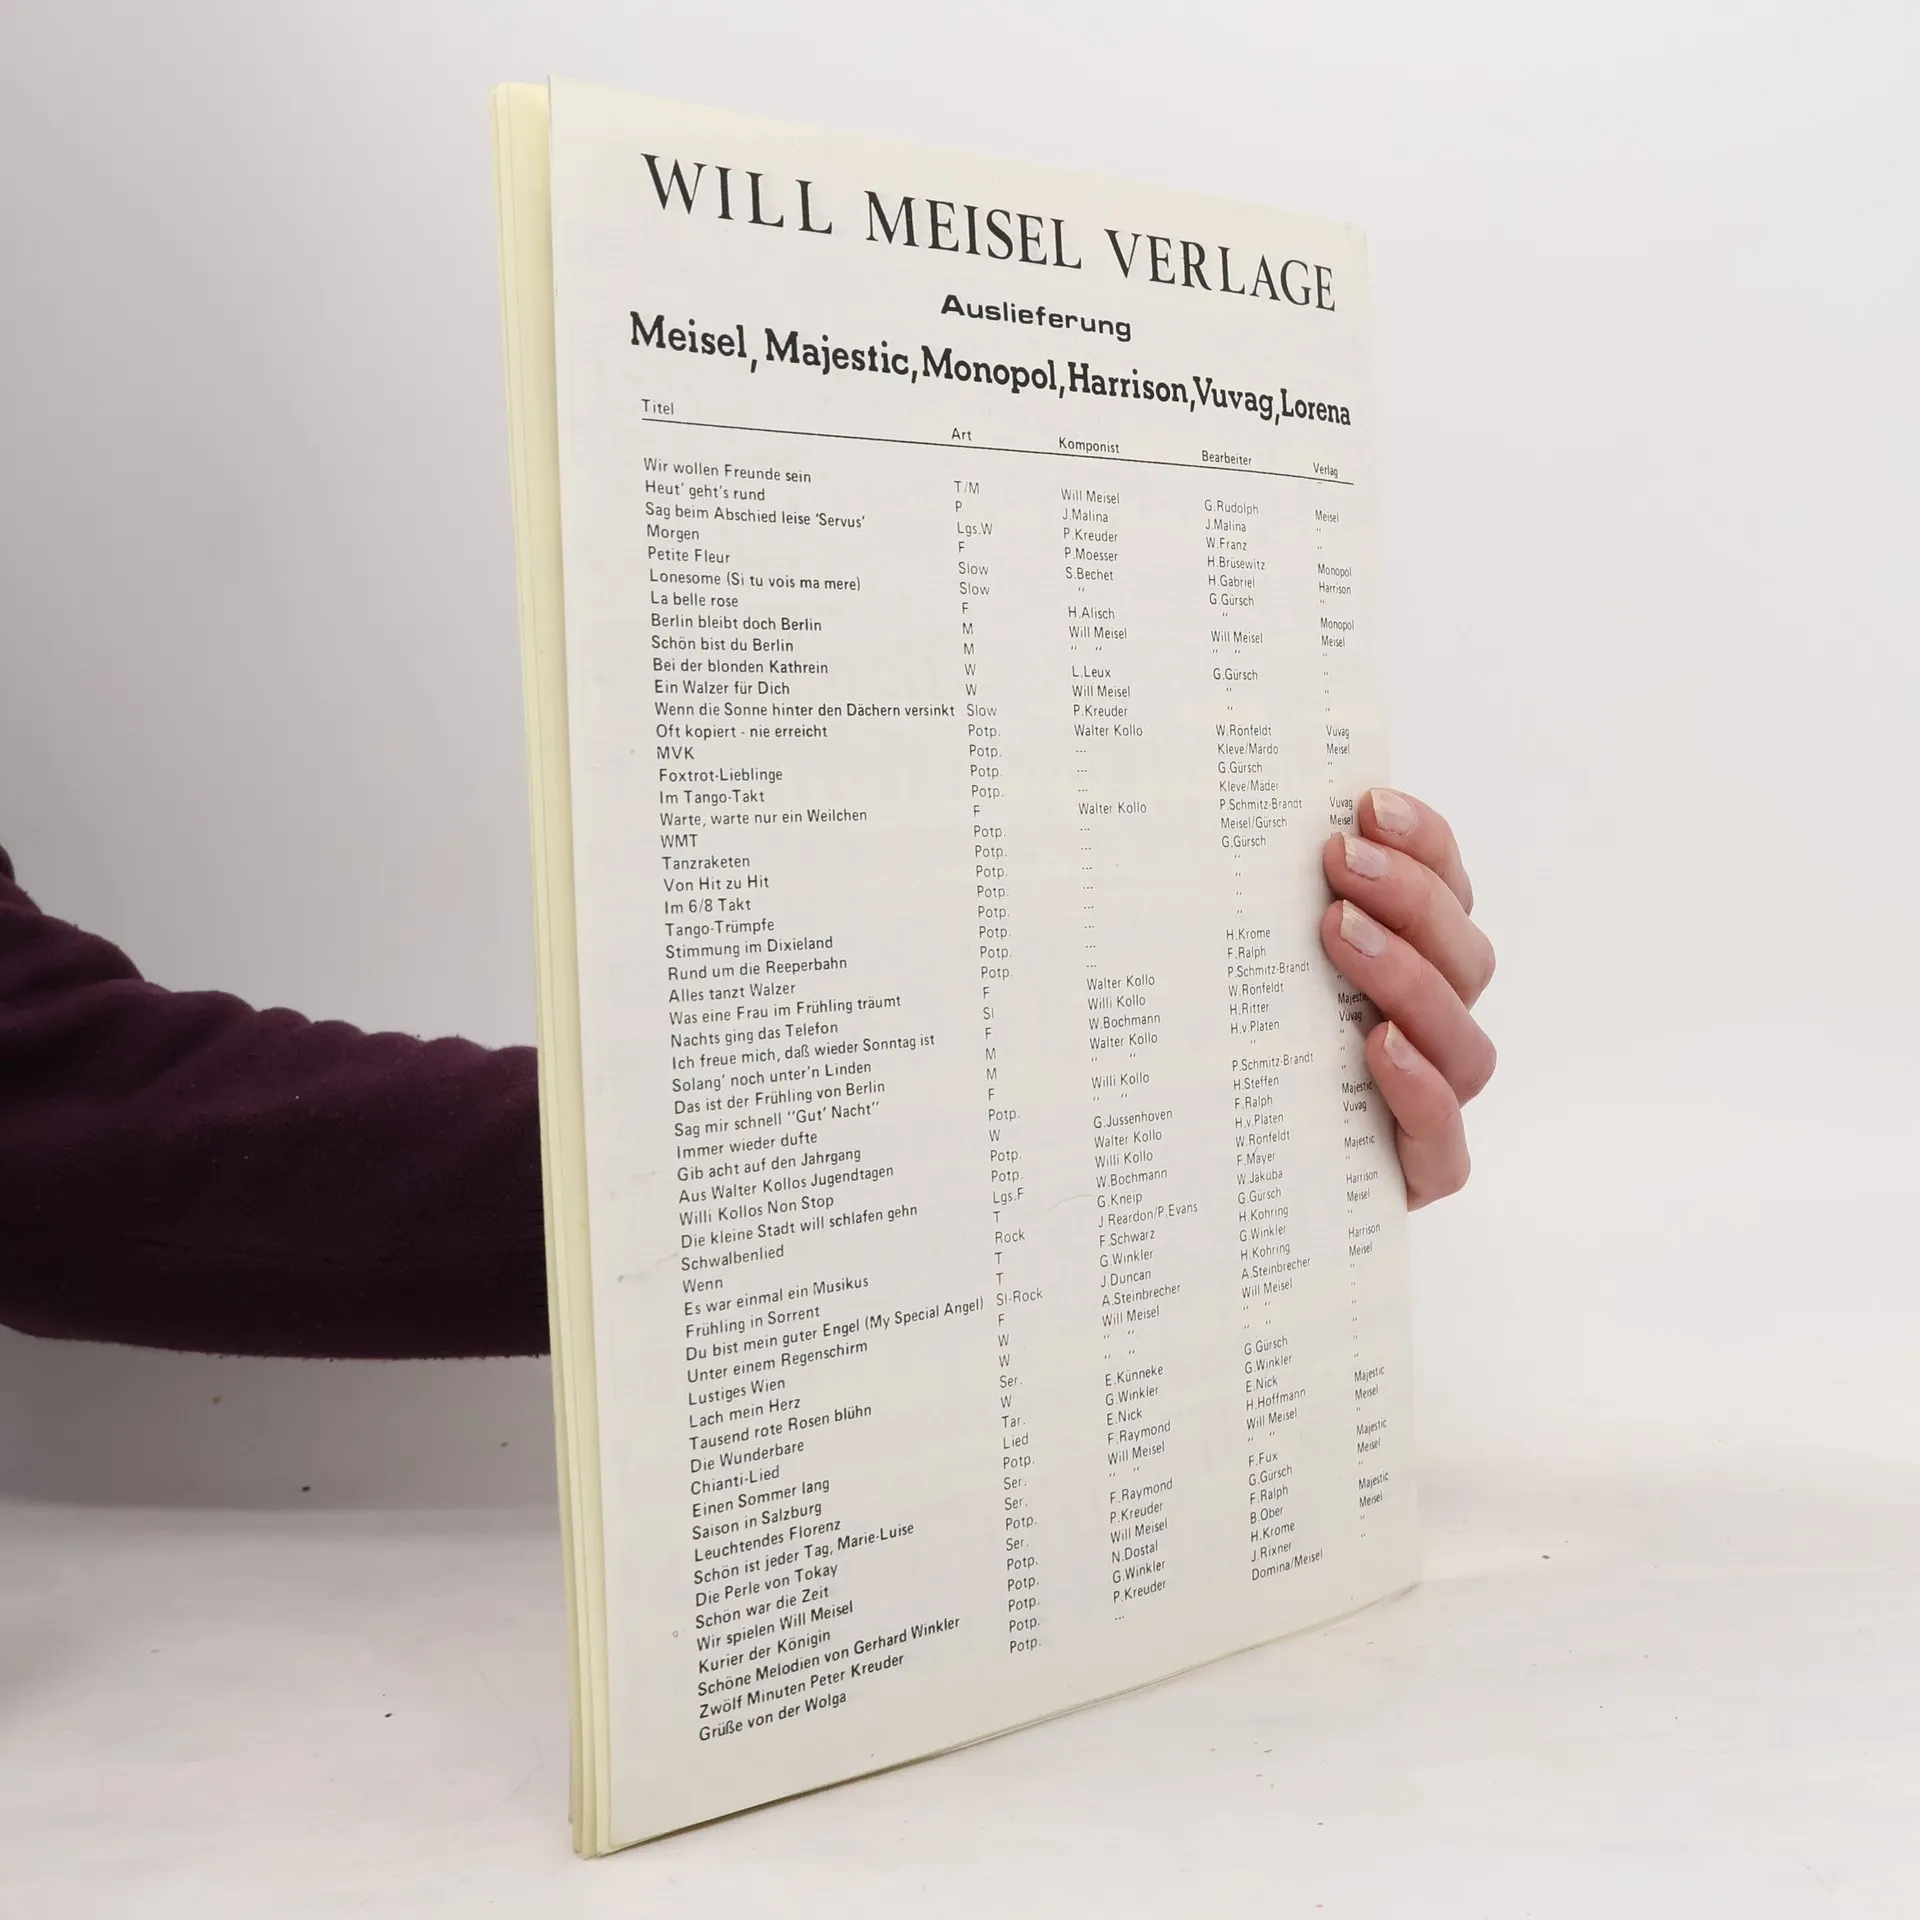 WILL MEISEL VERLAGE
Auslieferung
Meisel, Majestic, Monopol, Harrison, Vuvag, Lorena
Titel
Wir wollen Freunde sein
Heut' geht's rund
Sag beim Abschied leise 'Servus'
Morgen
Petite Fleur
Lonesome (Si tu vois ma mere)
La belle rose
Berlin bleibt doch Berlin
Schön bist du Berlin
Bei der blonden Kathrein
Ein Walzer für Dich
Wenn die Sonne hinter den Dächern versinkt
Oft kopiert - nie erreicht
MVK
Foxtrot-Lieblinge
Im Tango-Takt
Warte, warte nur ein Weilchen
WMT
Tanzraketen
Von Hit zu Hit
Im 6/8 Takt
Tango-Trümpfe
Stimmung im Dixieland
Rund um die Reeperbahn
Alles tanzt Walzer
Was eine Frau im Frühling träumt
Nachts ging das Telefon
Ich freue mich, daß wieder Sonntag ist
Solang' noch unter'n Linden
Das ist der Frühling von Berlin
Sag mir schnell "Gut' Nacht"
Immer wieder dufte
Gib acht auf den Jahrgang
Aus Walter Kollos Jugendtagen
Willi Kollos Non Stop
Die kleine Stadt will schlafen gehn
Schwalbenlied
Wenn
Es war einmal ein Musikus
Frühling in Sorrent
Du bist mein guter Engel (My Special Angel)
Unter einem Regenschirm
Lustiges Wien
Lach mein Herz
Tausend rote Rosen blühn
Die Wunderbare
Chianti-Lied
Einen Sommer lang
Saison in Salzburg
Leuchtendes Florenz
Schön ist jeder Tag, Marie-Luise
Die Perle von Tokay
Schön war die Zeit
Wir spielen Will Meisel
Kurier der Königin
Schöne Melodien von Gerhard Winkler
Zwölf Minuten Peter Kreuder
Grüße von der Wolga
Art
T/M
P
Lgs.W
F
Slow
Slow
F
M
M
W
W
Slow
Potp.
Potp.
Potp.
Potp.
F
Potp.
Potp.
Potp.
Potp.
Potp.
Potp.
Potp.
Potp.
F
Sl
F
M
M
F
Potp.
W
Potp.
Potp.
Lgs.F
T
Rock
T
T
Sl-Rock
F
W
W
Ser.
W
Tar.
Lied
Potp.
Ser.
Ser.
Potp.
Ser.
Potp.
Potp.
Potp.
Potp.
Potp.
Komponist
Will Meisel
J.Malina
P.Kreuder
P.Moesser
S.Bechet
"
H.Alisch
Will Meisel
" "
L.Leux
Will Meisel
P.Kreuder
Walter Kollo
---
---
---
Walter Kollo
---
---
---
---
---
---
---
---
Walter Kollo
Willi Kollo
W.Bochmann
Walter Kollo
" "
Willi Kollo
" "
G.Jussenhoven
Walter Kollo
Willi Kollo
W.Bochmann
G.Kneip
J.Reardon/P.Evans
F.Schwarz
G.Winkler
J.Duncan
A.Steinbrecher
Will Meisel
" "
" "
E.Künneke
G.Winkler
E.Nick
F.Raymond
Will Meisel
" "
F.Raymond
P.Kreuder
Will Meisel
N.Dostal
G.Winkler
P.Kreuder
---
Bearbeiter
G.Rudolph
J.Malina
W.Franz
H.Brüsewitz
H.Gabriel
G.Gürsch
"
Will Meisel
" "
G.Gürsch
"
"
W.Rönfeldt
Kleve/Mardo
G.Gürsch
Kleve/Mäder
P.Schmitz-Brandt
Meisel/Gürsch
G.Gürsch
"
"
"
"
H.Krome
F.Ralph
P.Schmitz-Brandt
W.Rönfeldt
H.Ritter
H.v.Platen
"
P.Schmitz-Brandt
H.Steffen
F.Ralph
H.v.Platen
W.Rönfeldt
F.Mayer
W.Jakuba
G.Gürsch
H.Kohring
G.Winkler
H.Kohring
A.Steinbrecher
Will Meisel
" "
" "
G.Gürsch
G.Winkler
E.Nick
H.Hoffmann
Will Meisel
" "
F.Fux
G.Gürsch
F.Ralph
B.Ober
H.Krome
J.Rixner
Domina/Meisel
Verlag
Meisel
"
"
Monopol
Harrison
"
Monopol
Meisel
"
"
"
"
Vuvag
Meisel
"
"
Vuvag
Meisel
"
Majestic
Vuvag
"
"
"
Majestic
Vuvag
"
Majestic
"
Harrison
Meisel
"
Harrison
Meisel
"
"
"
"
"
"
Majestic
Meisel
"
Majestic
Meisel
"
Majestic
Meisel
"
"